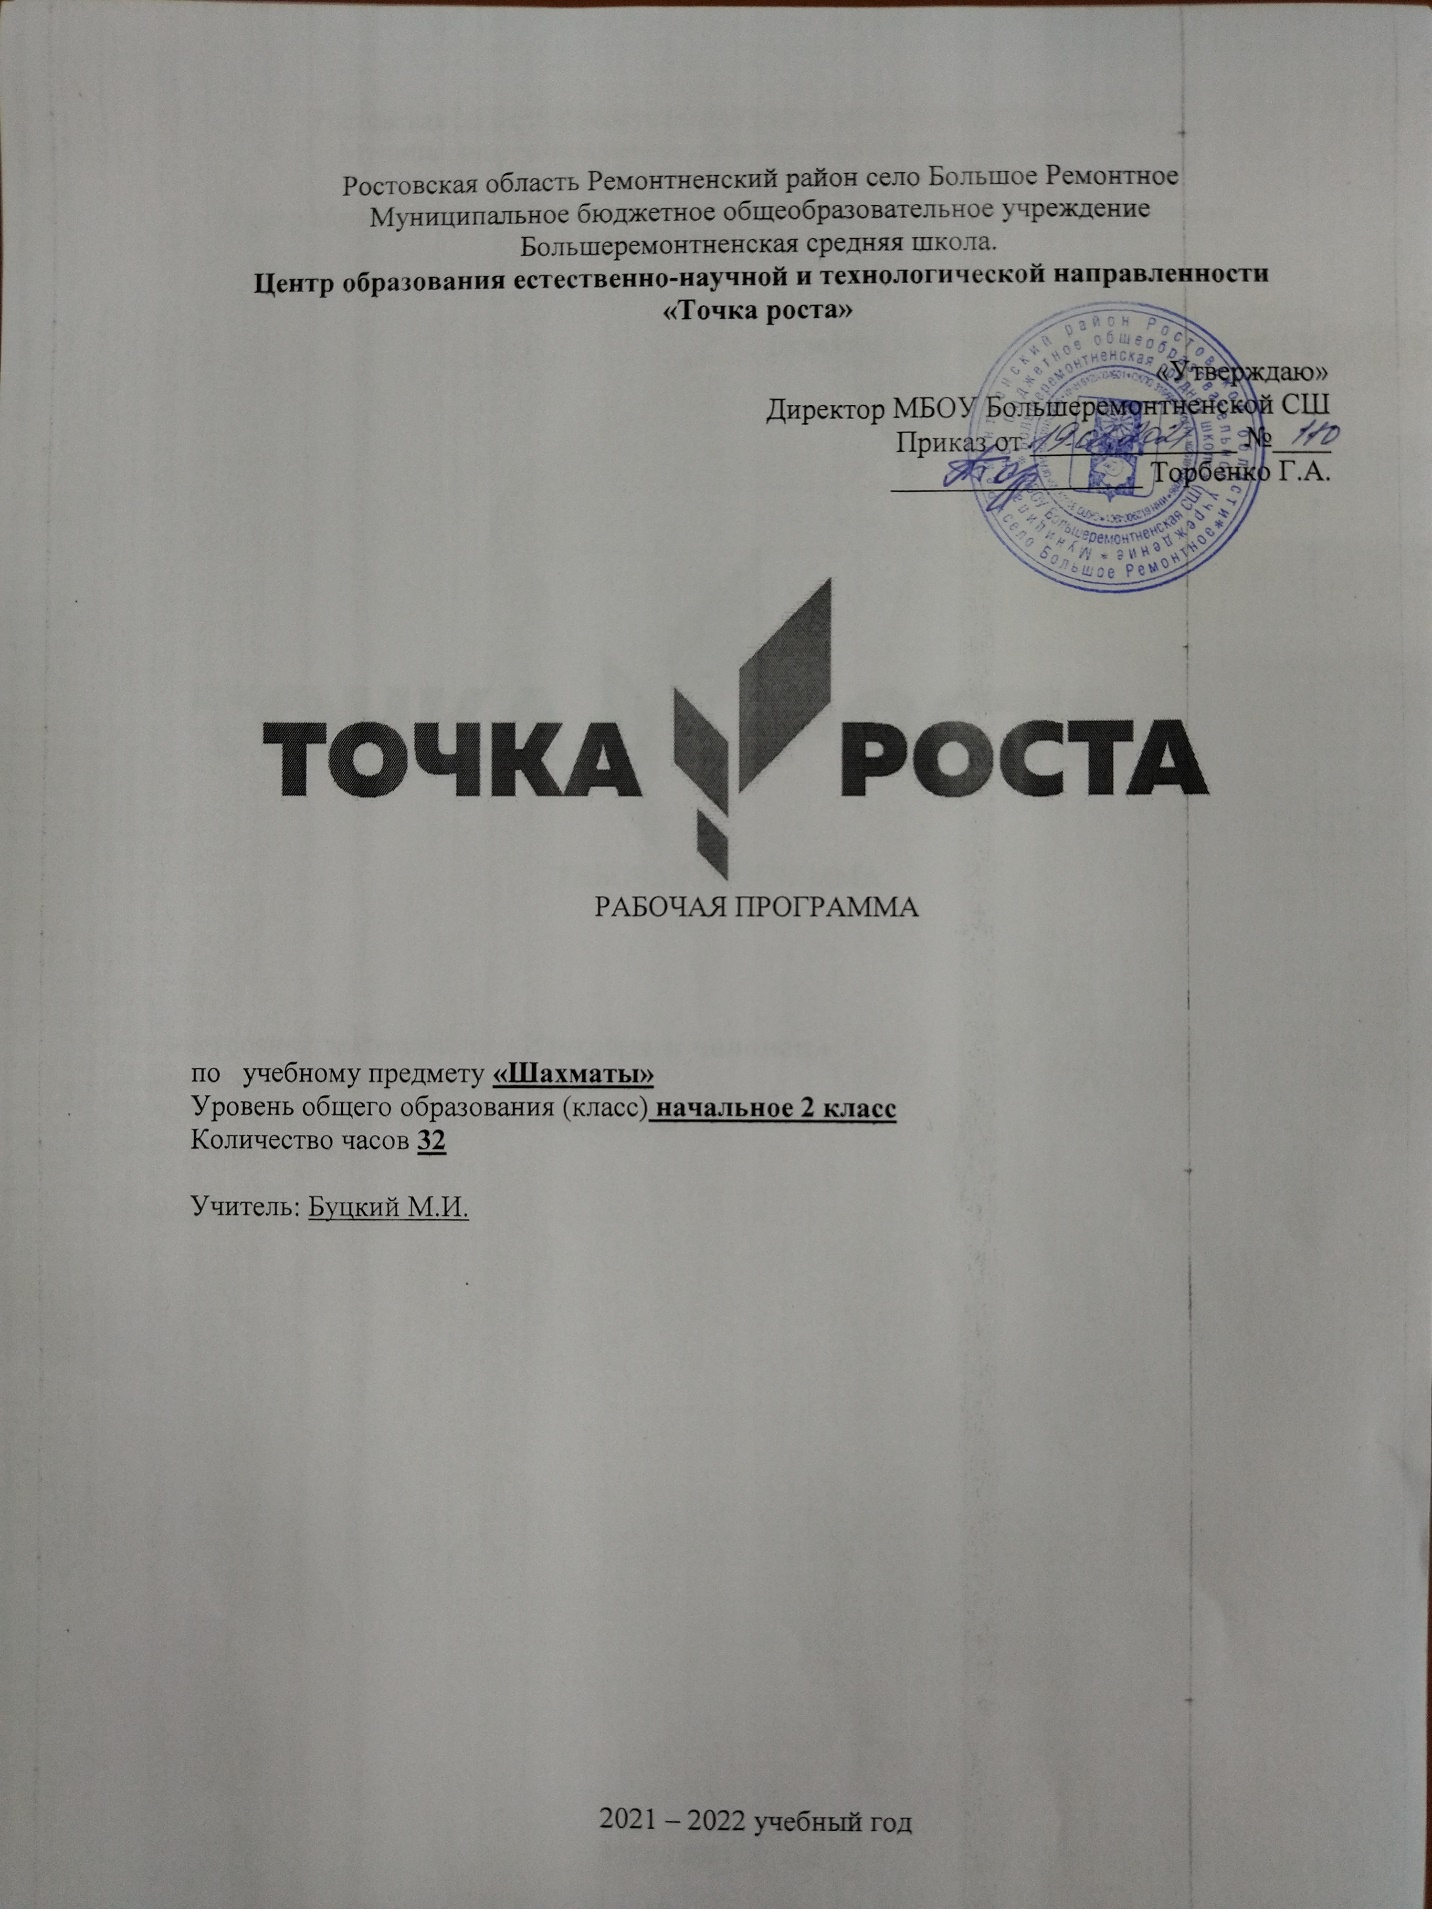 Ростовская область Ремонтненский район село Большое Ремонтное
Муниципальное бюджетное общеобразовательное учреждение
Большеремонтненская средняя школа.
Центр образования естественно-научной и технологической направленности
«Точка роста»
«Утверждаю»
Директор МБОУ Большеремонтненской СШ
Приказ от 2021 № 110
Торбенко Г.А.
ТОЧКА РОСТА
РАБОЧАЯ ПРОГРАММА
по учебному предмету «Шахматы»
Уровень общего образования (класс) начальное 2 класс
Количество часов 32
Учитель: Буцкий М.И.
2021 – 2022 учебный год